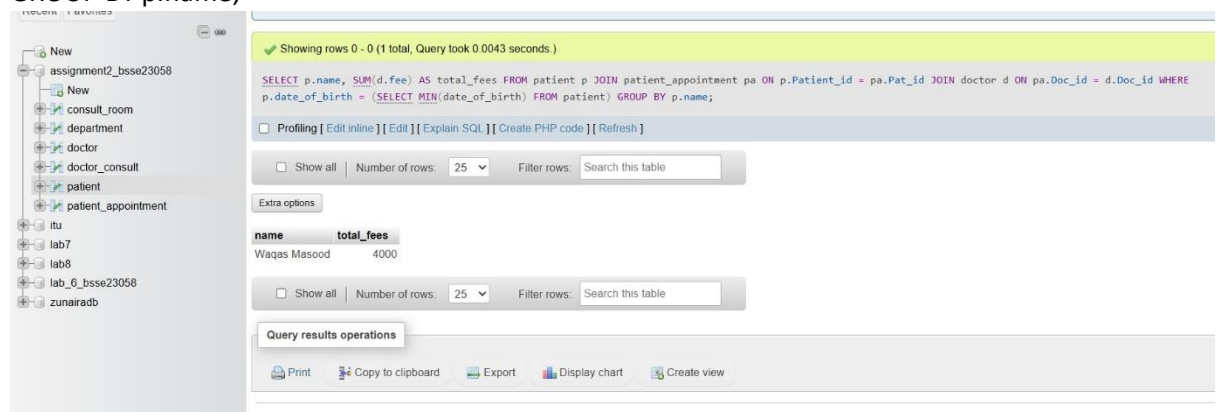 GROUP BY p.name;
Recent Favorites
New
assignment2_bsse23058
New
consult_room
department
doctor
doctor_consult
patient
patient_appointment
itu
lab7
lab8
lab_6_bsse23058
zunairadb
Showing rows 0 - 0 (1 total, Query took 0.0043 seconds.)
SELECT p.name, SUM(d.fee) AS total_fees FROM patient p JOIN patient_appointment pa ON p.Patient_id = pa.Pat_id JOIN doctor d ON pa.Doc_id = d.Doc_id WHERE
p.date_of_birth = (SELECT MIN(date_of_birth) FROM patient) GROUP BY p.name;
Profiling [ Edit inline ] [ Edit ] [ Explain SQL ] [ Create PHP code ] [ Refresh ]
Show all | Number of rows: 25 Filter rows: Search this table
Extra options
name total_fees
Waqas Masood 4000
Show all | Number of rows: 25 Filter rows: Search this table
Query results operations
Print Copy to clipboard Export Display chart Create view